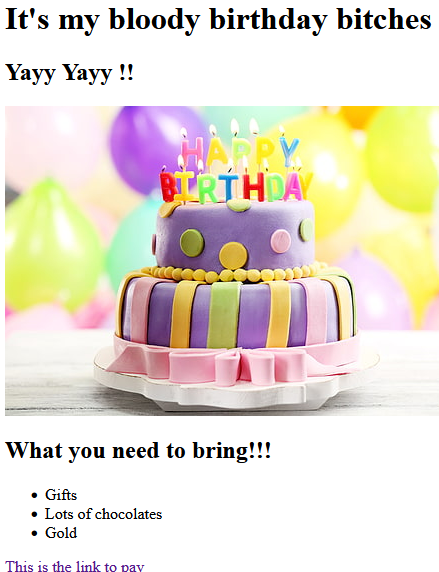 It's my bloody birthday bitches
Yayy Yayy !!
HAPPY
BIRTHDAY
What you need to bring!!!
Gifts
Lots of chocolates
Gold
This is the link to pay